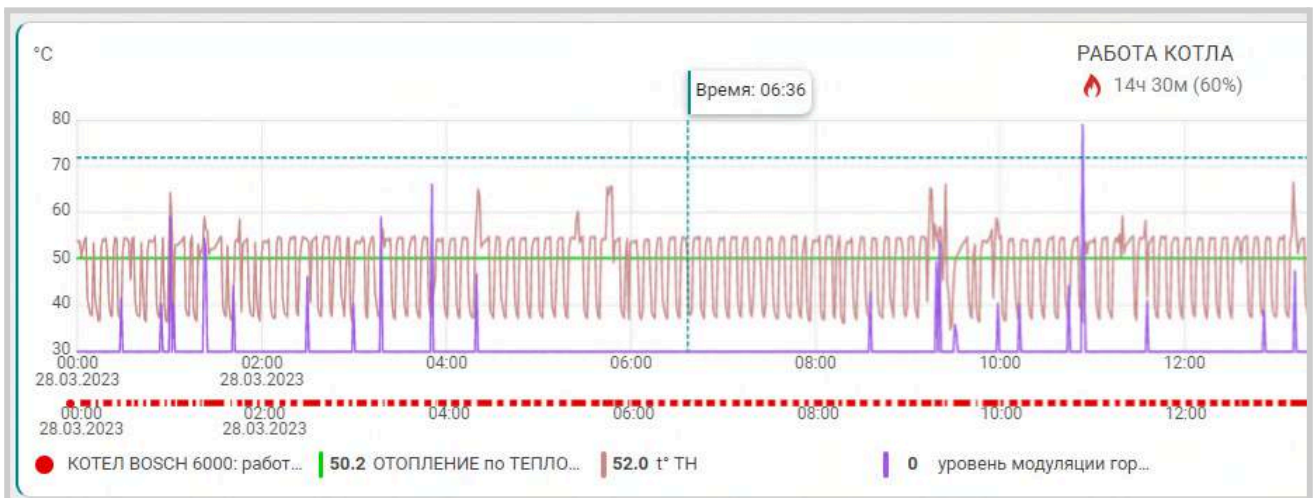 °C
РАБОТА КОТЛА
14ч 30м (60%)
Время: 06:36
80
70
60
50
40
30
00:00 02:00 04:00 06:00 08:00 10:00 12:00
28.03.2023 28.03.2023
00:00 02:00 04:00 06:00 08:00 10:00 12:00
28.03.2023 28.03.2023
КОТЕЛ BOSCH 6000: работ... 50.2 ОТОПЛЕНИЕ по ТЕПЛО... 52.0 t° ТН 0 уровень модуляции гор...